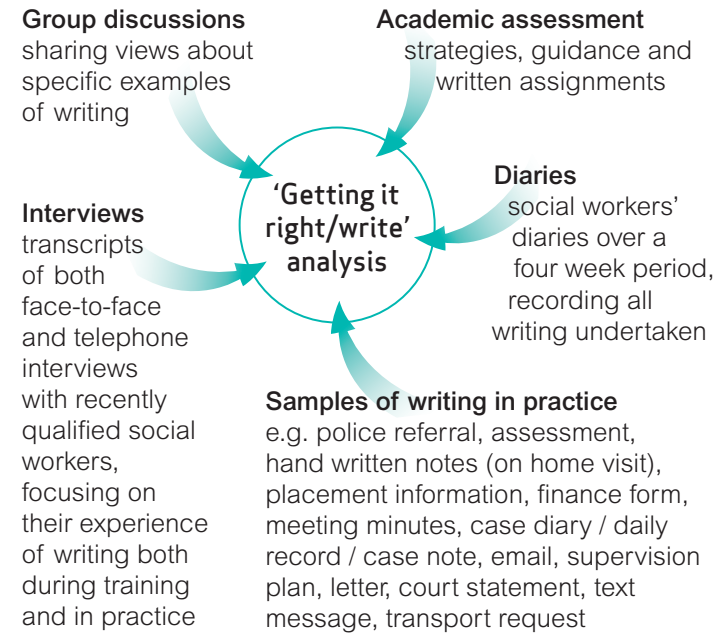 Group discussions
sharing views about
specific examples
of writing
Academic assessment
strategies, guidance and
written assignments
'Getting it
right/write'
analysis
Diaries
social workers'
diaries over a
four week period,
recording all
writing undertaken
Interviews
transcripts
of both
face-to-face
and telephone
interviews
with recently
qualified social
workers,
focusing on
their experience
of writing both
during training
and in practice
Samples of writing in practice
e.g. police referral, assessment,
hand written notes (on home visit),
placement information, finance form,
meeting minutes, case diary / daily
record / case note, email, supervision
plan, letter, court statement, text
message, transport request